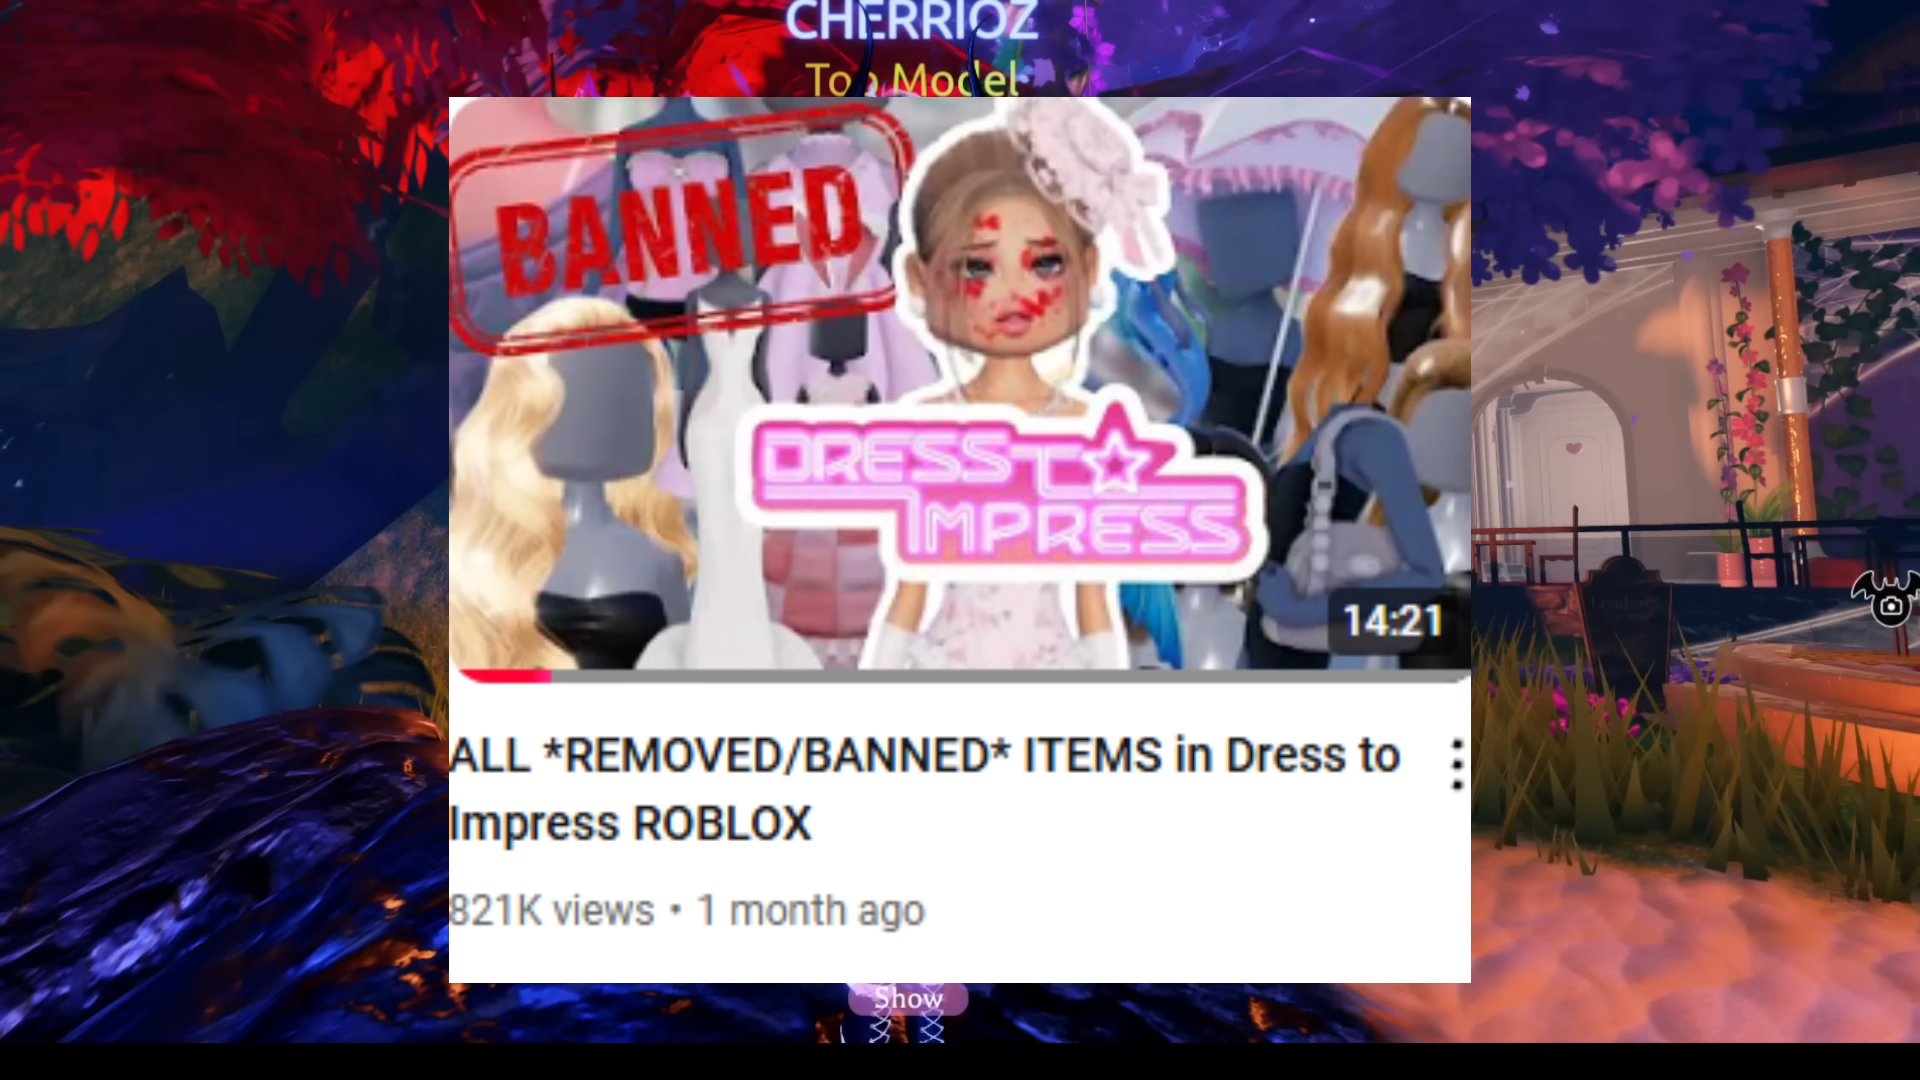 CHERRIOZ
Top Model
BANNED
DRESS TO
IMPRESS
14:21
ALL *REMOVED/BANNED* ITEMS in Dress to
Impress ROBLOX
821K views • 1 month ago
Leader's
Show